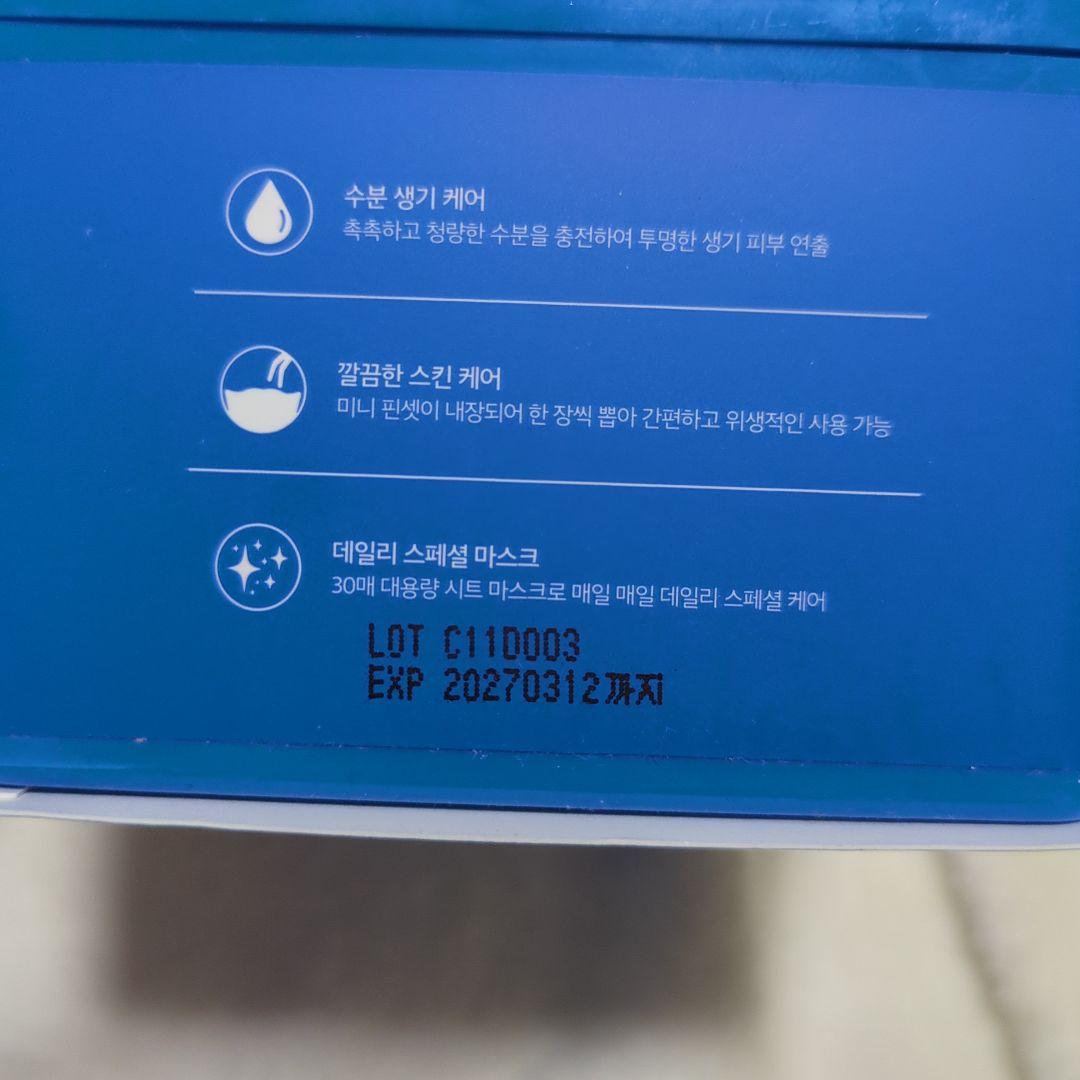 수분 생기 케어
촉촉하고 청량한 수분을 충전하여 투명한 생기 피부 연출
깔끔한 스킨 케어
미니 핀셋이 내장되어 한 장씩 뽑아 간편하고 위생적인 사용 가능
데일리 스페셜 마스크
30매 대용량 시트 마스크로 매일 매일 데일리 스페셜 케어
LOT C11D003
EXP 20270312까지